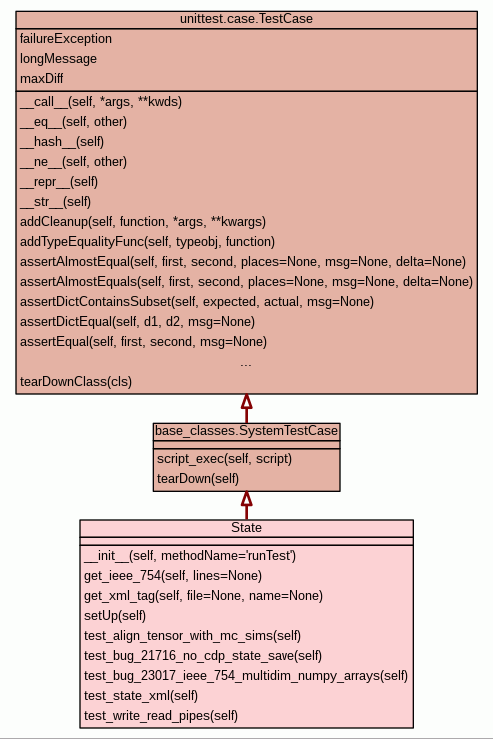 unittest.case.TestCase
failureException
longMessage
maxDiff
__call__(self, *args, **kwds)
__eq__(self, other)
__hash__(self)
__ne__(self, other)
__repr__(self)
__str__(self)
addCleanup(self, function, *args, **kwargs)
addTypeEqualityFunc(self, typeobj, function)
assertAlmostEqual(self, first, second, places=None, msg=None, delta=None)
assertAlmostEquals(self, first, second, places=None, msg=None, delta=None)
assertDictContainsSubset(self, expected, actual, msg=None)
assertDictEqual(self, d1, d2, msg=None)
assertEqual(self, first, second, msg=None)
...
tearDownClass(cls)
base_classes.SystemTestCase
script_exec(self, script)
tearDown(self)
State
__init__(self, methodName='runTest')
get_ieee_754(self, lines=None)
get_xml_tag(self, file=None, name=None)
setUp(self)
test_align_tensor_with_mc_sims(self)
test_bug_21716_no_cdp_state_save(self)
test_bug_23017_ieee_754_multidim_numpy_arrays(self)
test_state_xml(self)
test_write_read_pipes(self)